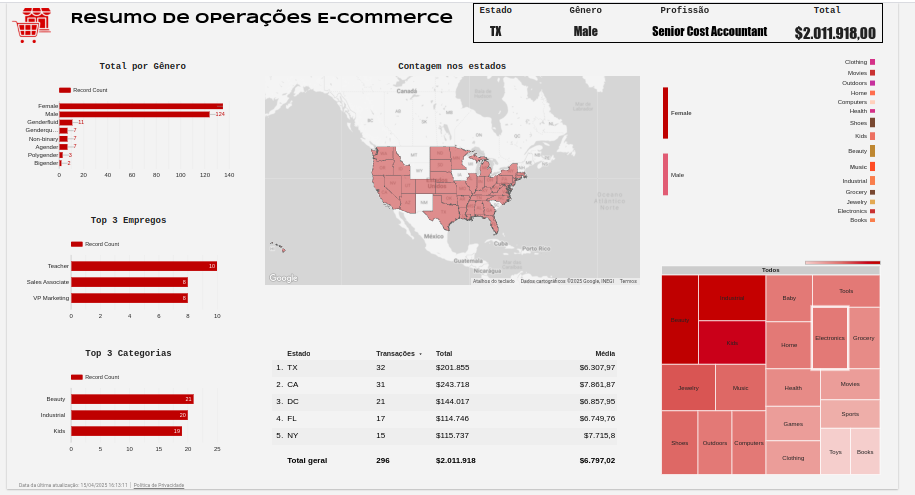 Resumo de operações E-commerce
Estado Gênero Profissão Total
TX Male Senior Cost Accountant $2.011.918,00
Total por Gênero
Record Count
Female
Male 124
Genderfluid 11
Genderqu... 7
Non-binary 7
Agender 7
Polygender 3
Bigender 2
0 20 40 60 80 100 120 140
Top 3 Empregos
Record Count
Teacher 10
Sales Associate 8
VP Marketing 8
0 2 4 6 8 10
Top 3 Categorias
Record Count
Beauty 21
Industrial 20
Kids 19
0 5 10 15 20 25
Contagem nos estados
Canadá
Estados Unidos
México
Cuba
Porto Rico
Guatemala
Nicarágua
Oceano
Atlântico
Norte
Google
Atalhos do teclado Dados cartográficos ©2025 Google, INEGI Termos
Estado Transações Total Média
1. TX 32 $201.855 $6.307,97
2. CA 31 $243.718 $7.861,87
3. DC 21 $144.017 $6.857,95
4. FL 17 $114.746 $6.749,76
5. NY 15 $115.737 $7.715,8
Total geral 296 $2.011.918 $6.797,02
Female
Male
Clothing
Movies
Outdoors
Home
Computers
Health
Shoes
Kids
Beauty
Music
Industrial
Grocery
Jewelry
Electronics
Books
Todos
Beauty
Industrial
Kids
Baby
Tools
Home
Electronics
Grocery
Jewelry
Music
Health
Movies
Shoes
Outdoors
Computers
Games
Sports
Clothing
Toys
Books
Data da última atualização: 15/04/2025 16:13:11 | Política de Privacidade